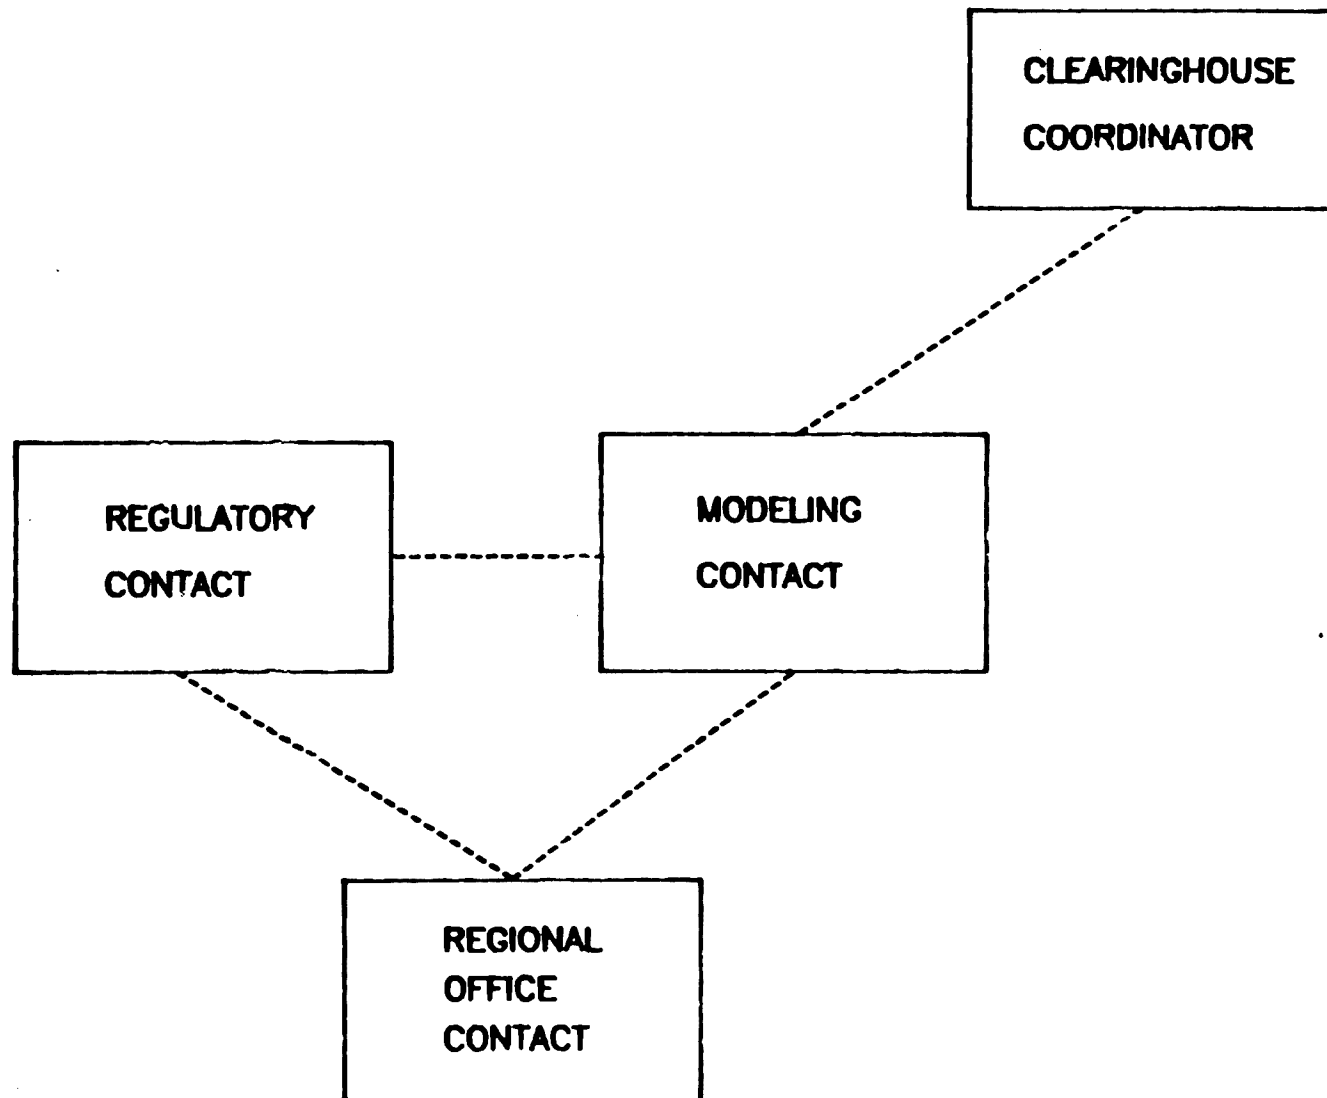 CLEARINGHOUSE
COORDINATOR
REGULATORY
CONTACT
MODELING
CONTACT
REGIONAL
OFFICE
CONTACT